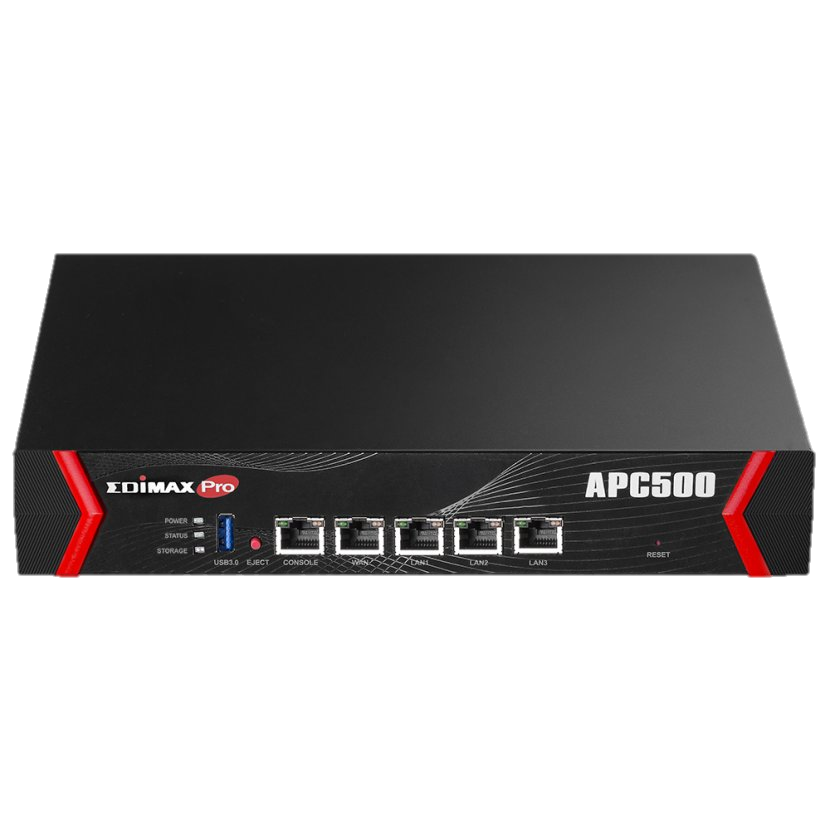 EDIMAX Pro
APC500
POWER
STATUS
STORAGE
USB3.0 EJECT CONSOLE WAN LAN1 LAN2 LAN3
RESET